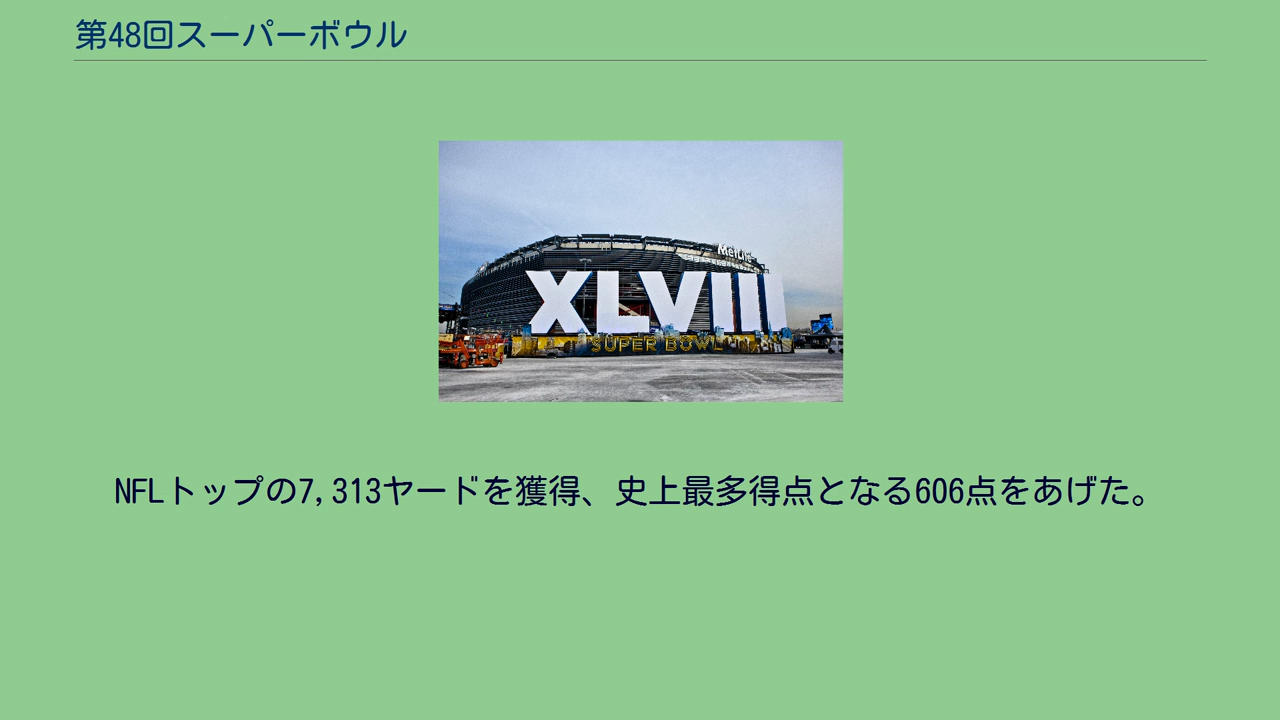 第48回スーパーボウル
MetLife
XLVIII
SUPER BOWL
NFLトップの7,313ヤードを獲得、史上最多得点となる606点をあげた。